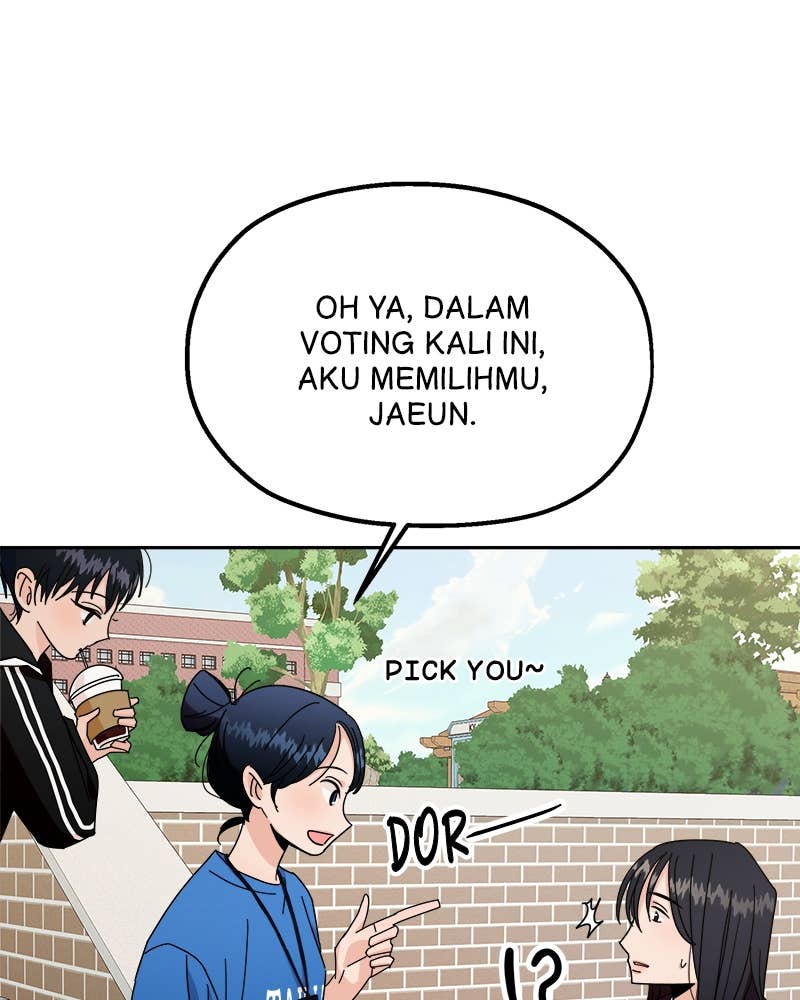 OH YA, DALAM
VOTING KALI INI,
AKU MEMILIHMU,
JAEUN.
PICK YOU~
DOR
!?